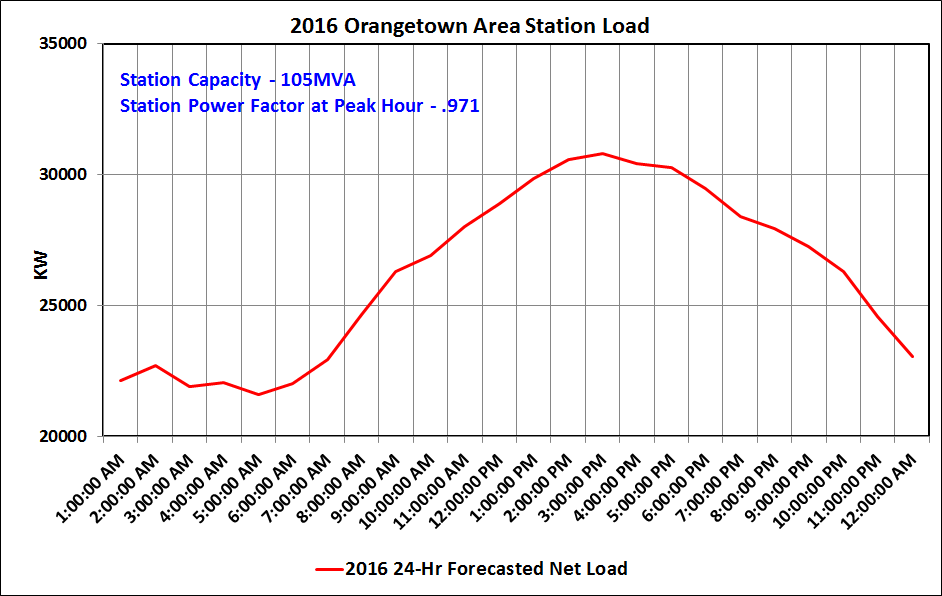 2016 Orangetown Area Station Load
35000
Station Capacity - 105MVA
Station Power Factor at Peak Hour - .971
30000
KW
25000
20000
1:00:00 AM
2:00:00 AM
3:00:00 AM
4:00:00 AM
5:00:00 AM
6:00:00 AM
7:00:00 AM
8:00:00 AM
9:00:00 AM
10:00:00 AM
11:00:00 AM
12:00:00 PM
1:00:00 PM
2:00:00 PM
3:00:00 PM
4:00:00 PM
5:00:00 PM
6:00:00 PM
7:00:00 PM
8:00:00 PM
9:00:00 PM
10:00:00 PM
11:00:00 PM
12:00:00 AM
2016 24-Hr Forecasted Net Load